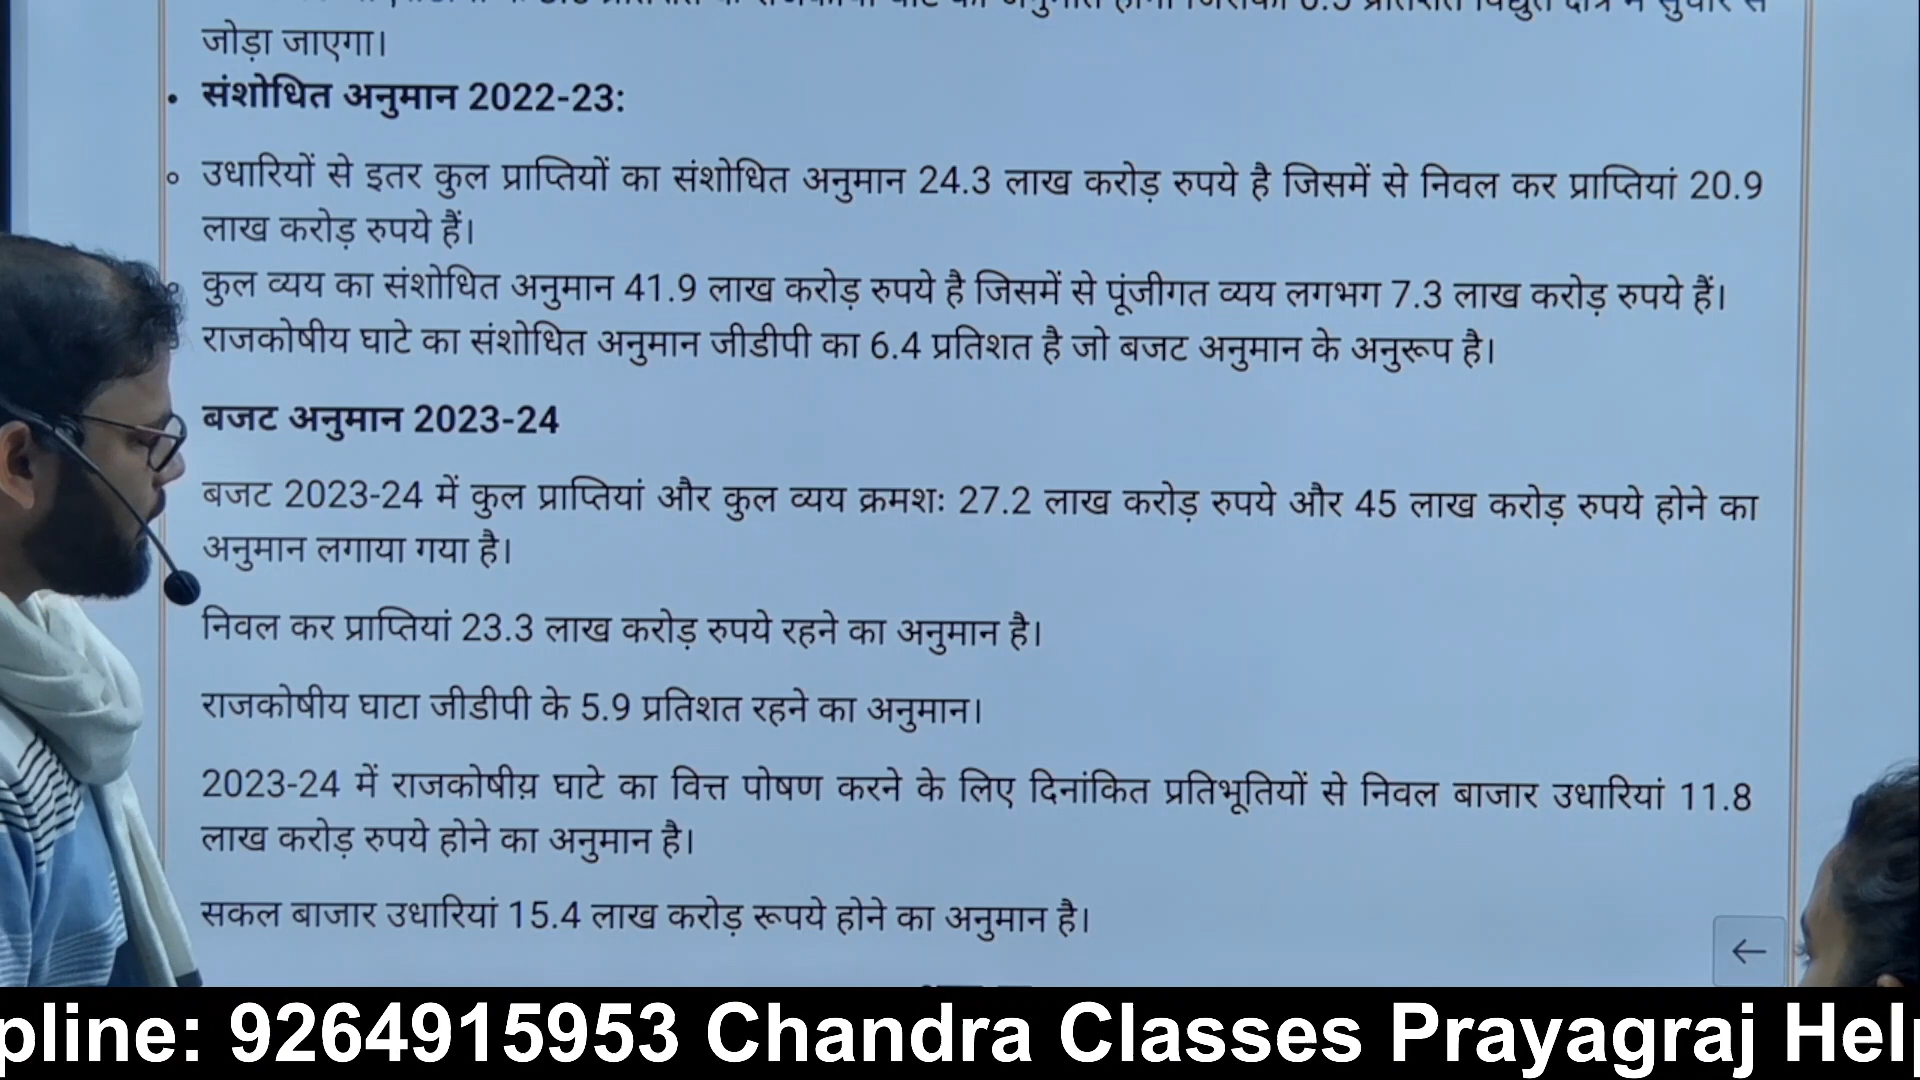 जोड़ा जाएगा।
• संशोधित अनुमान 2022-23:
० उधारियों से इतर कुल प्राप्तियों का संशोधित अनुमान 24.3 लाख करोड़ रुपये है जिसमें से निवल कर प्राप्तियां 20.9
लाख करोड़ रुपये हैं।
कुल व्यय का संशोधित अनुमान 41.9 लाख करोड़ रुपये है जिसमें से पूंजीगत व्यय लगभग 7.3 लाख करोड़ रुपये हैं।
राजकोषीय घाटे का संशोधित अनुमान जीडीपी का 6.4 प्रतिशत है जो बजट अनुमान के अनुरूप है।
बजट अनुमान 2023-24
बजट 2023-24 में कुल प्राप्तियां और कुल व्यय क्रमशः 27.2 लाख करोड़ रुपये और 45 लाख करोड़ रुपये होने का
अनुमान लगाया गया है।
निवल कर प्राप्तियां 23.3 लाख करोड़ रुपये रहने का अनुमान है।
राजकोषीय घाटा जीडीपी के 5.9 प्रतिशत रहने का अनुमान।
2023-24 में राजकोषीय़ घाटे का वित्त पोषण करने के लिए दिनांकित प्रतिभूतियों से निवल बाजार उधारियां 11.8
लाख करोड़ रुपये होने का अनुमान है।
सकल बाजार उधारियां 15.4 लाख करोड़ रूपये होने का अनुमान है।
pline: 9264915953 Chandra Classes Prayagraj Hel